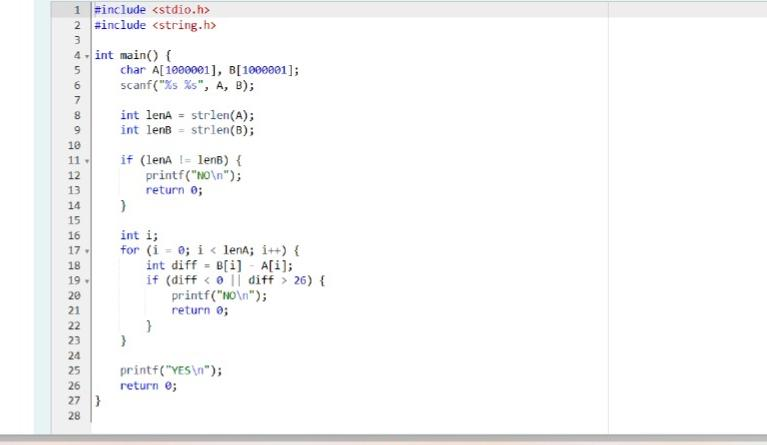 1 #include <stdio.h>
2 #include <string.h>
3
4 int main() {
5 char A[1000001], B[1000001];
6 scanf("%s %s", A, B);
7
8 int lenA = strlen(A);
9 int lenB = strlen(B);
10
11 if (lenA != lenB) {
12 printf("NO\n");
13 return 0;
14 }
15
16 int i;
17 for (i = 0; i < lenA; i++) {
18 int diff = B[i] - A[i];
19 if (diff < 0 || diff > 26) {
20 printf("NO\n");
21 return 0;
22 }
23 }
24
25 printf("YES\n");
26 return 0;
27 }
28